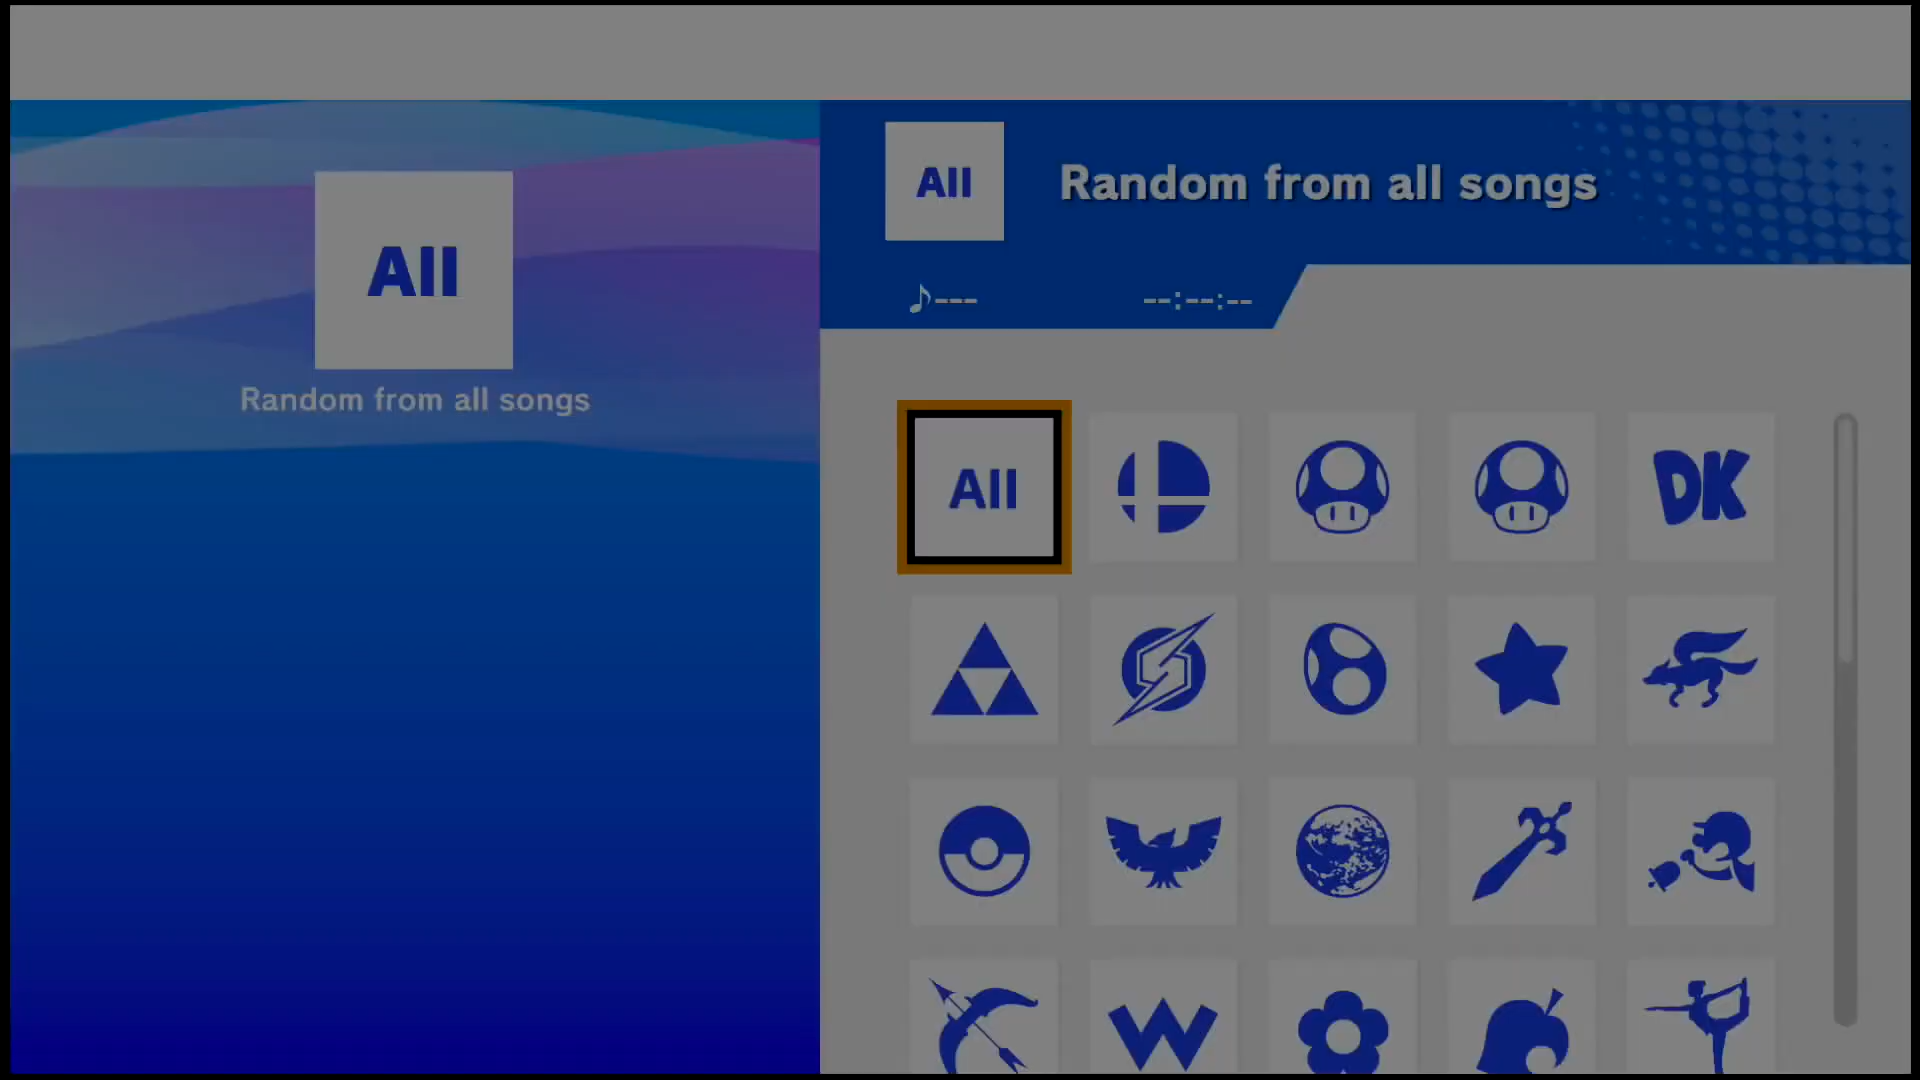 All
Random from all songs
All
Random from all songs
♪---
--:--:--
All
DK